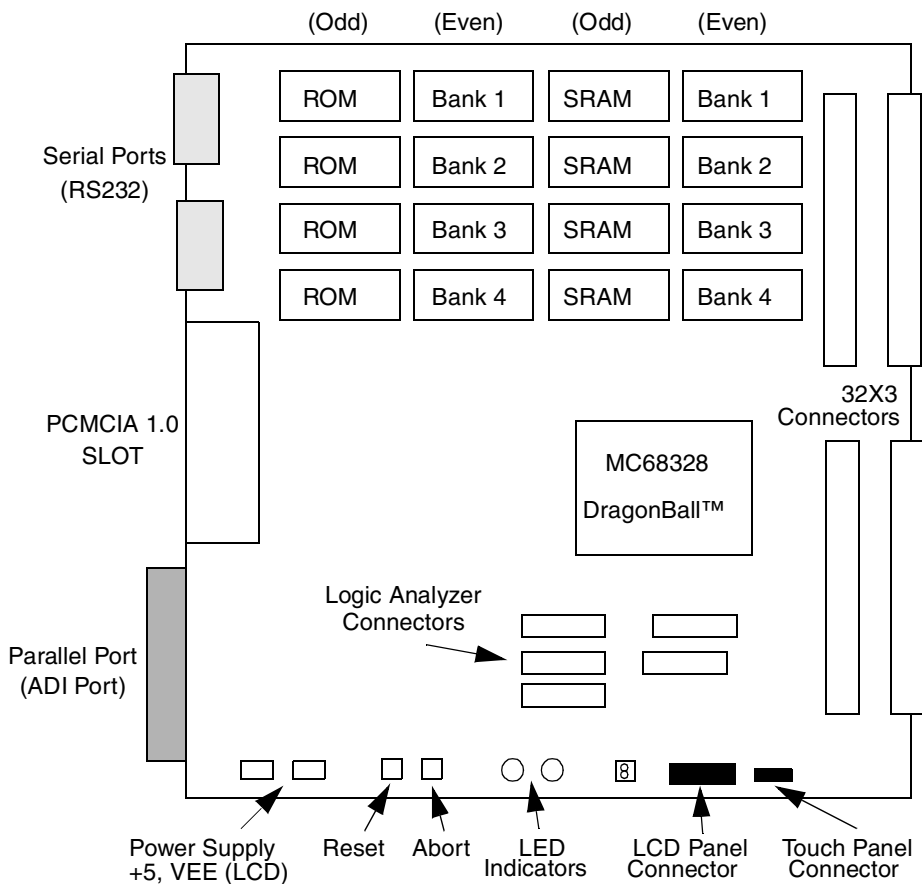 (Odd) (Even) (Odd) (Even)
ROM Bank 1 SRAM Bank 1
ROM Bank 2 SRAM Bank 2
ROM Bank 3 SRAM Bank 3
ROM Bank 4 SRAM Bank 4
Serial Ports
(RS232)
PCMCIA 1.0
SLOT
32X3
Connectors
MC68328
DragonBall™
Logic Analyzer
Connectors
Parallel Port
(ADI Port)
8
Power Supply
+5, VEE (LCD)
Reset
Abort
LED
Indicators
LCD Panel
Connector
Touch Panel
Connector